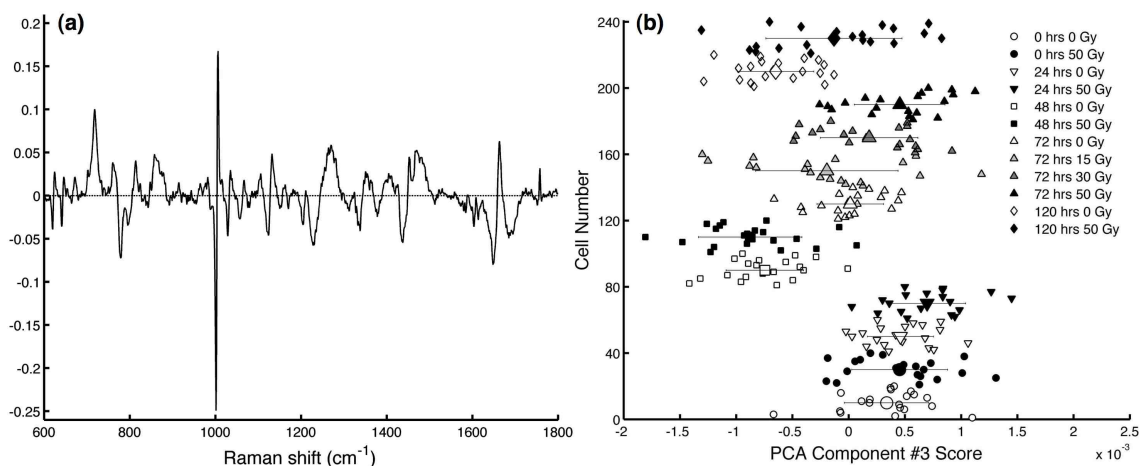 (a)
0.2
0.15
0.1
0.05
0
-0.05
-0.1
-0.15
-0.2
-0.25
600
800
1000
1200
1400
1600
1800
Raman shift (cm⁻¹)
(b)
240
200
160
120
80
40
0
Cell Number
-2
-1.5
-1
-0.5
0
0.5
1
1.5
2
2.5
x 10⁻³
PCA Component #3 Score
0 hrs 0 Gy
0 hrs 50 Gy
24 hrs 0 Gy
24 hrs 50 Gy
48 hrs 0 Gy
48 hrs 50 Gy
72 hrs 0 Gy
72 hrs 15 Gy
72 hrs 30 Gy
72 hrs 50 Gy
120 hrs 0 Gy
120 hrs 50 Gy